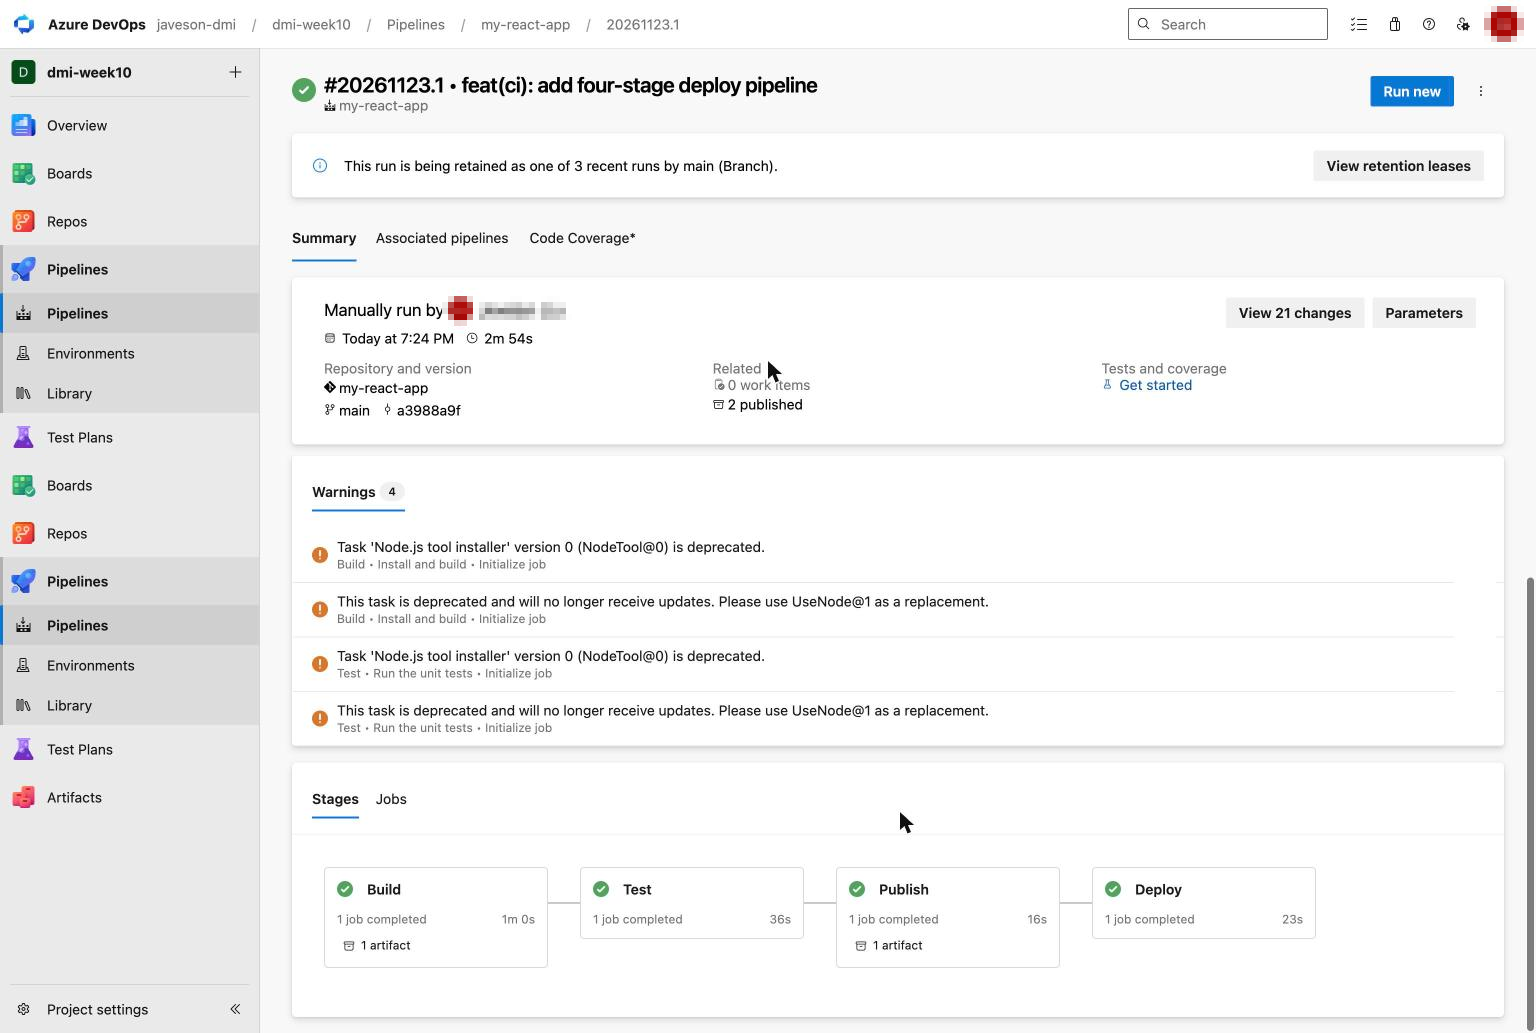 Azure DevOps javeson-dmi / dmi-week10 / Pipelines / my-react-app / 20261123.1
Search
D dmi-week10
Overview
Boards
Repos
Pipelines
Pipelines
Environments
Library
Test Plans
Boards
Repos
Pipelines
Pipelines
Environments
Library
Test Plans
Artifacts
Project settings
#20261123.1 • feat(ci): add four-stage deploy pipeline
my-react-app
Run new
This run is being retained as one of 3 recent runs by main (Branch).
View retention leases
Summary Associated pipelines Code Coverage*
Manually run by
View 21 changes Parameters
Today at 7:24 PM 2m 54s
Repository and version
my-react-app
main a3988a9f
Related
0 work items
2 published
Tests and coverage
Get started
Warnings 4
Task 'Node.js tool installer' version 0 (NodeTool@0) is deprecated.
Build • Install and build • Initialize job
This task is deprecated and will no longer receive updates. Please use UseNode@1 as a replacement.
Build • Install and build • Initialize job
Task 'Node.js tool installer' version 0 (NodeTool@0) is deprecated.
Test • Run the unit tests • Initialize job
This task is deprecated and will no longer receive updates. Please use UseNode@1 as a replacement.
Test • Run the unit tests • Initialize job
Stages Jobs
Build
1 job completed 1m 0s
1 artifact
Test
1 job completed 36s
Publish
1 job completed 16s
1 artifact
Deploy
1 job completed 23s